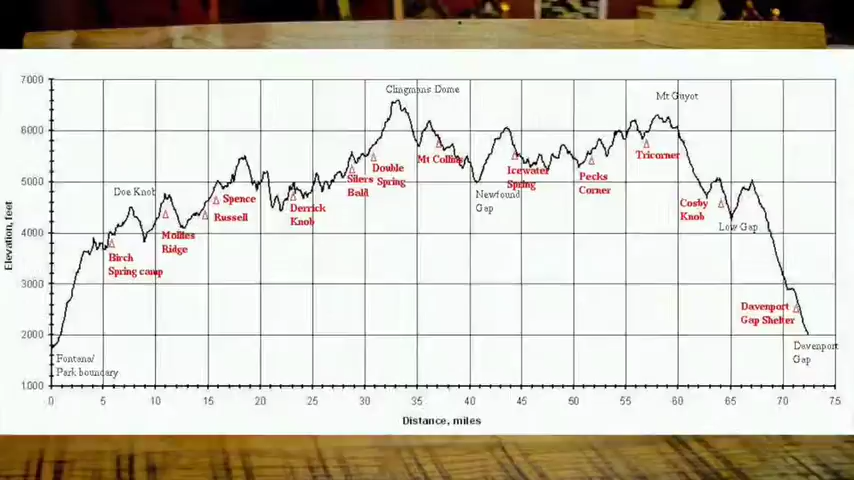 7000
6000
5000
4000
3000
2000
1000
Elevation, feet
Clingmans Dome
Mt Guyot
Doe Knob
Newfound
Gap
Low Gap
Fontana/
Park boundary
Davenport
Gap
Birch
Spring camp
Mollies
Ridge
Russell
Spence
Derrick
Knob
Silers
Bald
Double
Spring
Mt Collins
Icewater
Spring
Pecks
Corner
Tricorner
Cosby
Knob
Davenport
Gap Shelter
0 5 10 15 20 25 30 35 40 45 50 55 60 65 70 75
Distance, miles